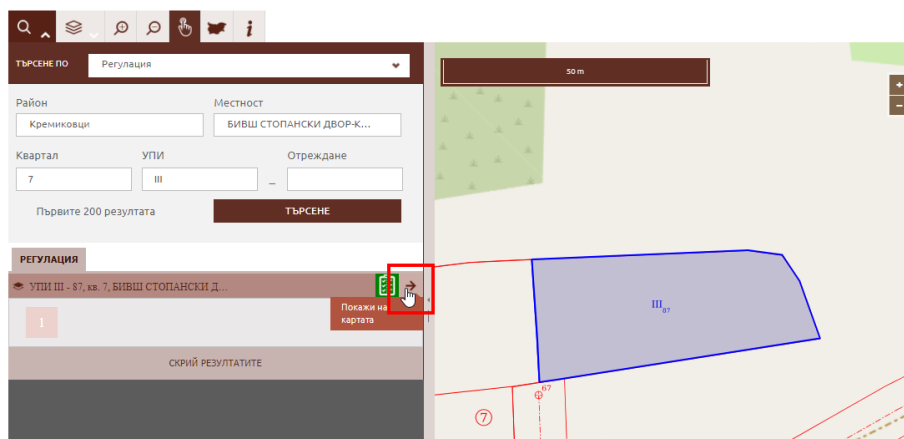 ТЪРСЕНЕ ПО
Регулация
50 m
Район
Местност
Кремиковци
БИВШ СТОПАНСКИ ДВОР-К...
Квартал
УПИ
Отреждане
7
III
–
Първите 200 резултата
ТЪРСЕНЕ
РЕГУЛАЦИЯ
УПИ III - 87, кв. 7, БИВШ СТОПАНСКИ Д...
Покажи на
картата
1
III87
СКРИЙ РЕЗУЛТАТИТЕ
67
7